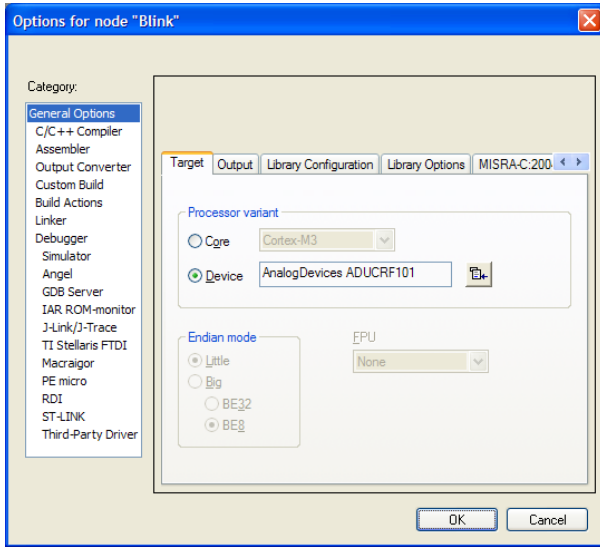 Options for node "Blink"
Category:
General Options
C/C++ Compiler
Assembler
Output Converter
Custom Build
Build Actions
Linker
Debugger
Simulator
Angel
GDB Server
IAR ROM-monitor
J-Link/J-Trace
TI Stellaris FTDI
Macraigor
PE micro
RDI
ST-LINK
Third-Party Driver
Target Output Library Configuration Library Options MISRA-C:200
Processor variant
Core Cortex-M3
Device AnalogDevices ADUCRF101
Endian mode
Little
Big
BE32
BE8
FPU
None
OK Cancel